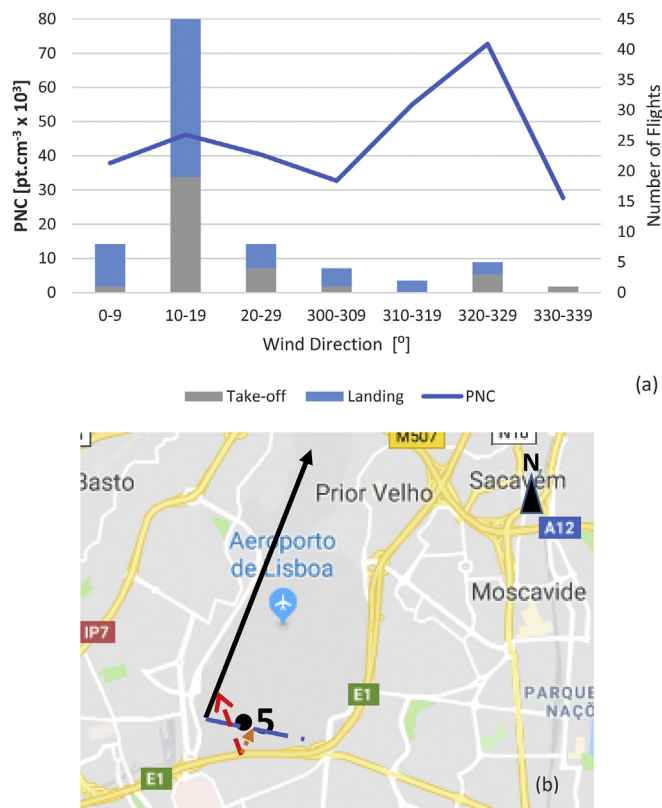 80
70
60
50
40
30
20
10
0
PNC [pt.cm⁻³ x 10³]
45
40
35
30
25
20
15
10
5
0
Number of Flights
0-9 10-19 20-29 300-309 310-319 320-329 330-339
Wind Direction [º]
Take-off Landing PNC
(a)
M507
N10
N
Basto
Prior Velho
Sacavém
A12
Aeroporto
de Lisboa
Moscavide
IP7
E1
PARQUE
NAÇÕ
5
E1
(b)